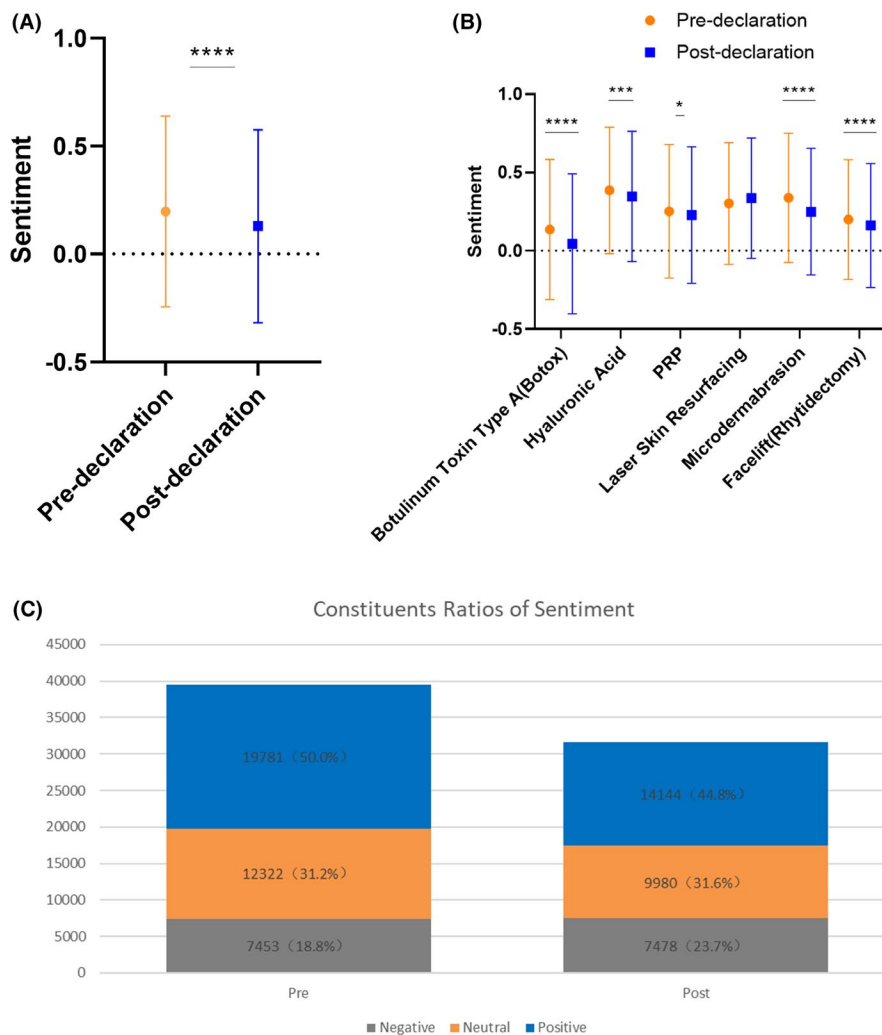 (A)
1.0
0.5
0.0
-0.5
Sentiment
****
Pre-declaration
Post-declaration
(B)
Pre-declaration
Post-declaration
1.0
0.5
0.0
-0.5
Sentiment
****
***
*
****
****
Botulinum Toxin Type A(Botox)
Hyaluronic Acid
PRP
Laser Skin Resurfacing
Microdermabrasion
Facelift(Rhytidectomy)
(C)
Constituents Ratios of Sentiment
45000
40000
35000
30000
25000
20000
15000
10000
5000
0
19781（50.0%）
12322（31.2%）
7453（18.8%）
14144（44.8%）
9980（31.6%）
7478（23.7%）
Pre
Post
Negative Neutral Positive